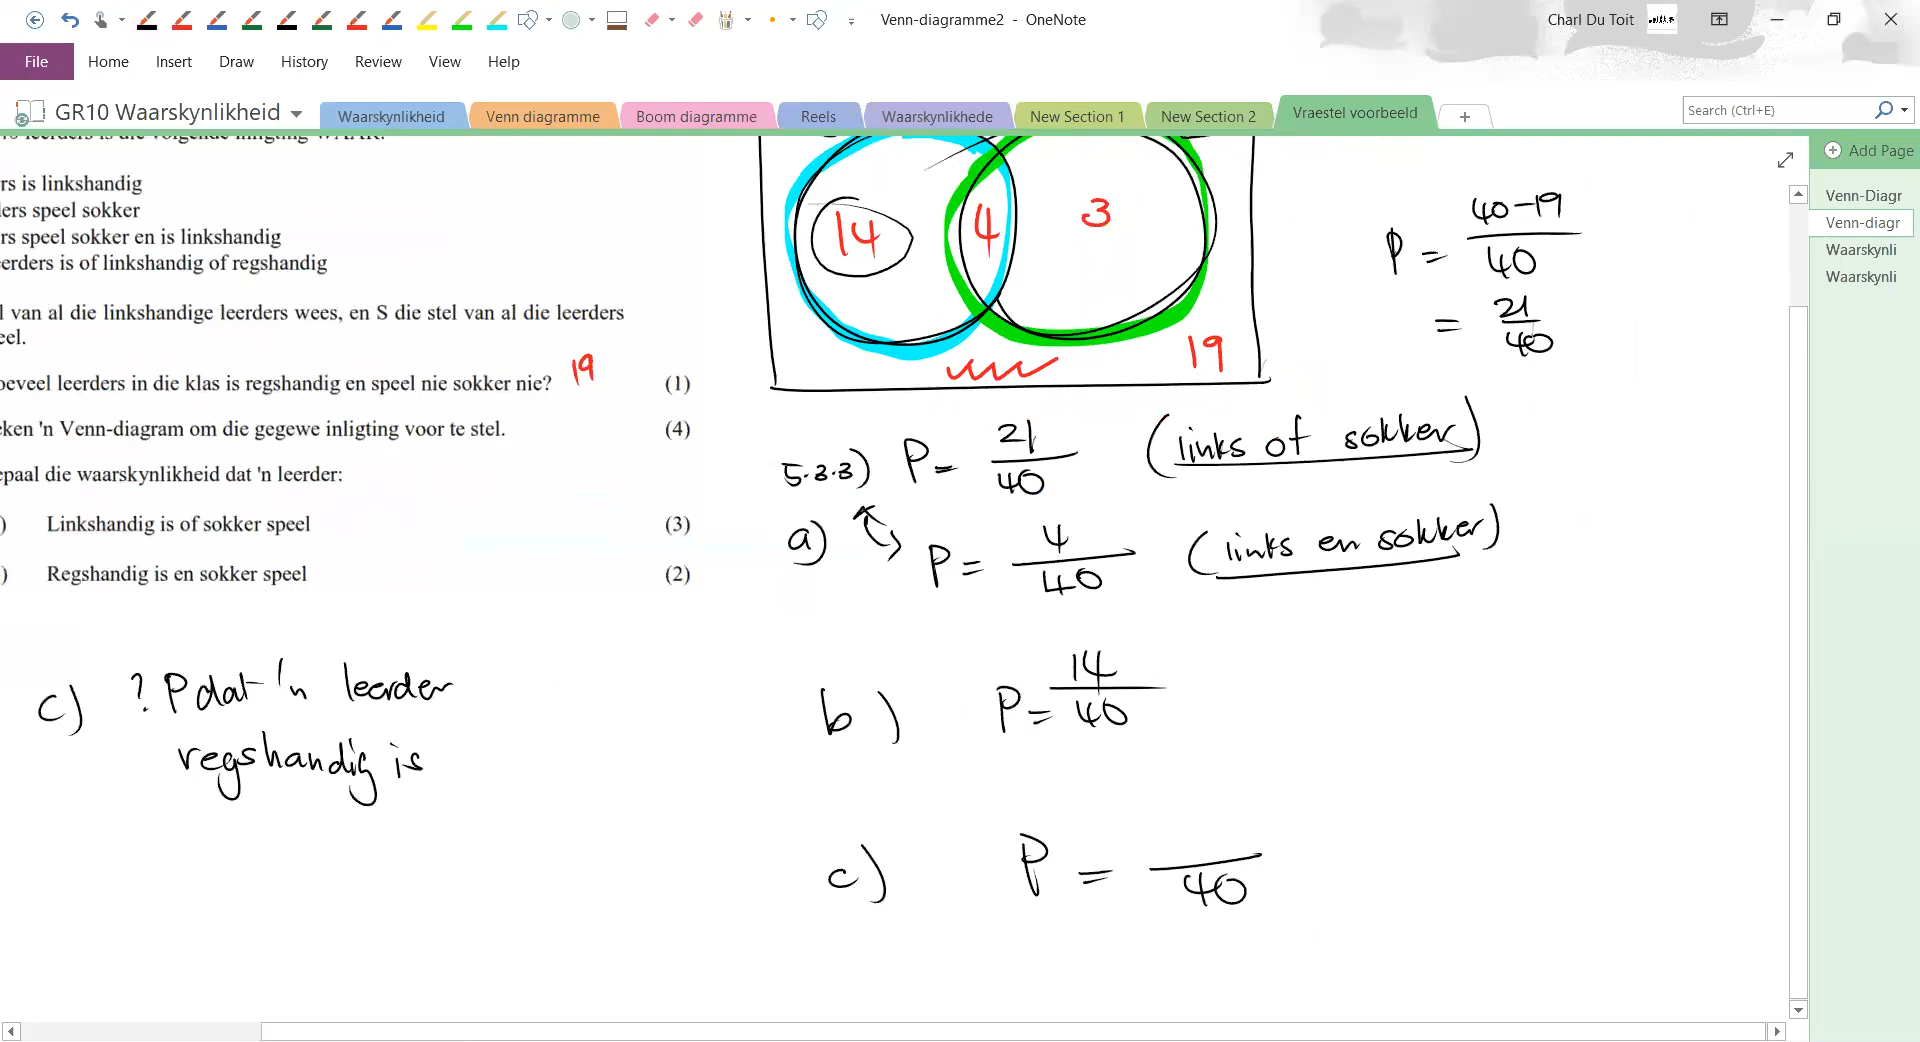 Venn-diagramme2 - OneNote
Charl Du Toit
File
Home
Insert
Draw
History
Review
View
Help
GR10 Waarskynlikheid
Waarskynlikheid
Venn diagramme
Boom diagramme
Reels
Waarskynlikhede
New Section 1
New Section 2
Vraestel voorbeeld
Search (Ctrl+E)
Add Page
Venn-Diagr
Venn-diagr
Waarskynli
Waarskynli
rs is linkshandig
lers speel sokker
rs speel sokker en is linkshandig
eerders is of linkshandig of regshandig
l van al die linkshandige leerders wees, en S die stel van al die leerders
eel.
oeveel leerders in die klas is regshandig en speel nie sokker nie? 19 (1)
ken 'n Venn-diagram om die gegewe inligting voor te stel. (4)
epaal die waarskynlikheid dat 'n leerder:
) Linkshandig is of sokker speel (3)
) Regshandig is en sokker speel (2)
c) ? P dat 'n leerder
regshandig is
14 4 3
19
P = 40-19
40
= 21
40
5.3.3) P = 21
40 (links of sokker)
a) P = 4
40 (links en sokker)
b) P = 14
40
c) P =
40